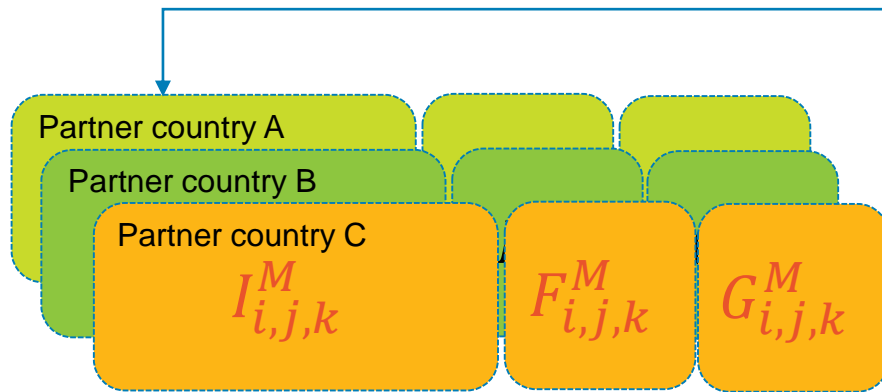 Partner country A
Partner country B
Partner country C
I^M_{i,j,k} F^M_{i,j,k} G^M_{i,j,k}